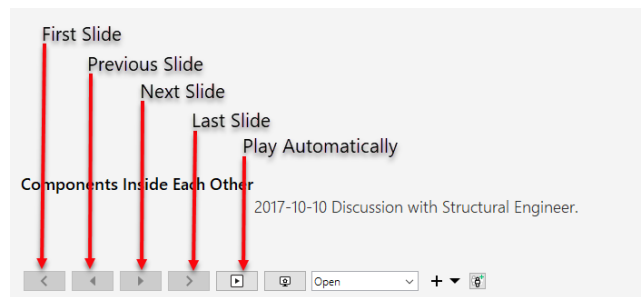 First Slide
Previous Slide
Next Slide
Last Slide
Play Automatically
Components Inside Each Other
2017-10-10 Discussion with Structural Engineer.
Open